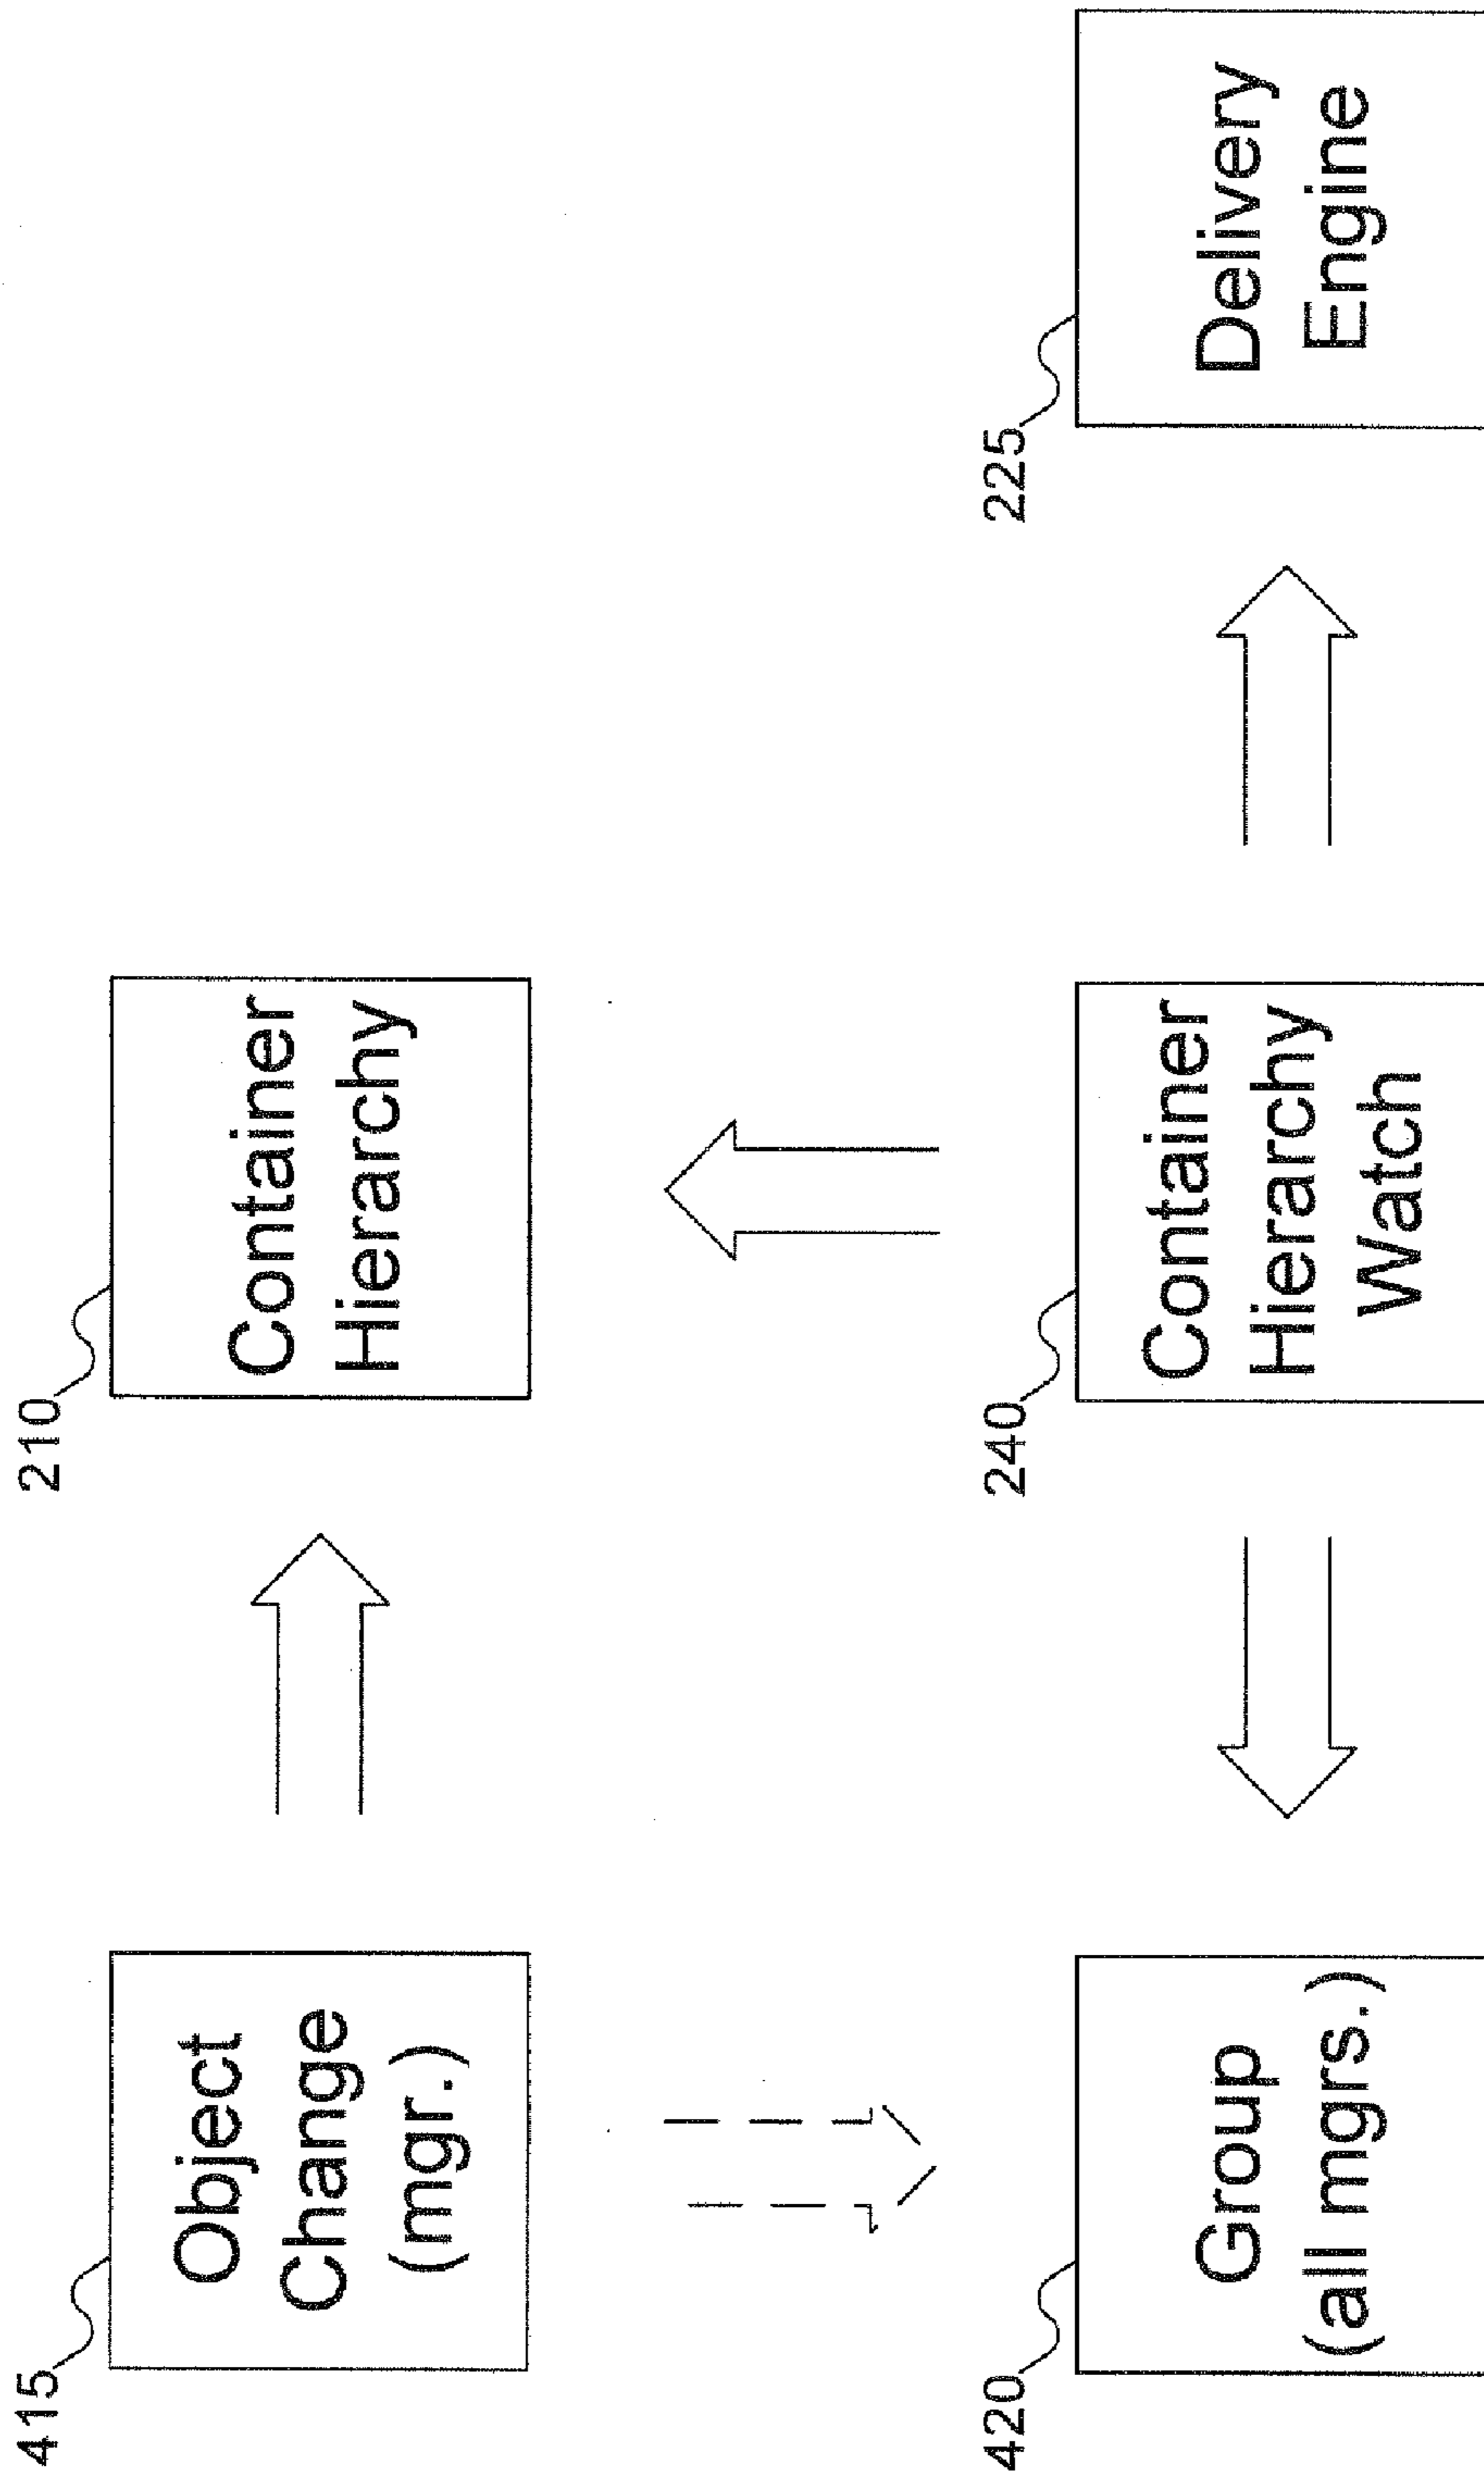 415
Object
Change
(mgr.)
210
Container
Hierarchy
420
Group
(all mgrs.)
240
Container
Hierarchy
Watch
225
Delivery
Engine